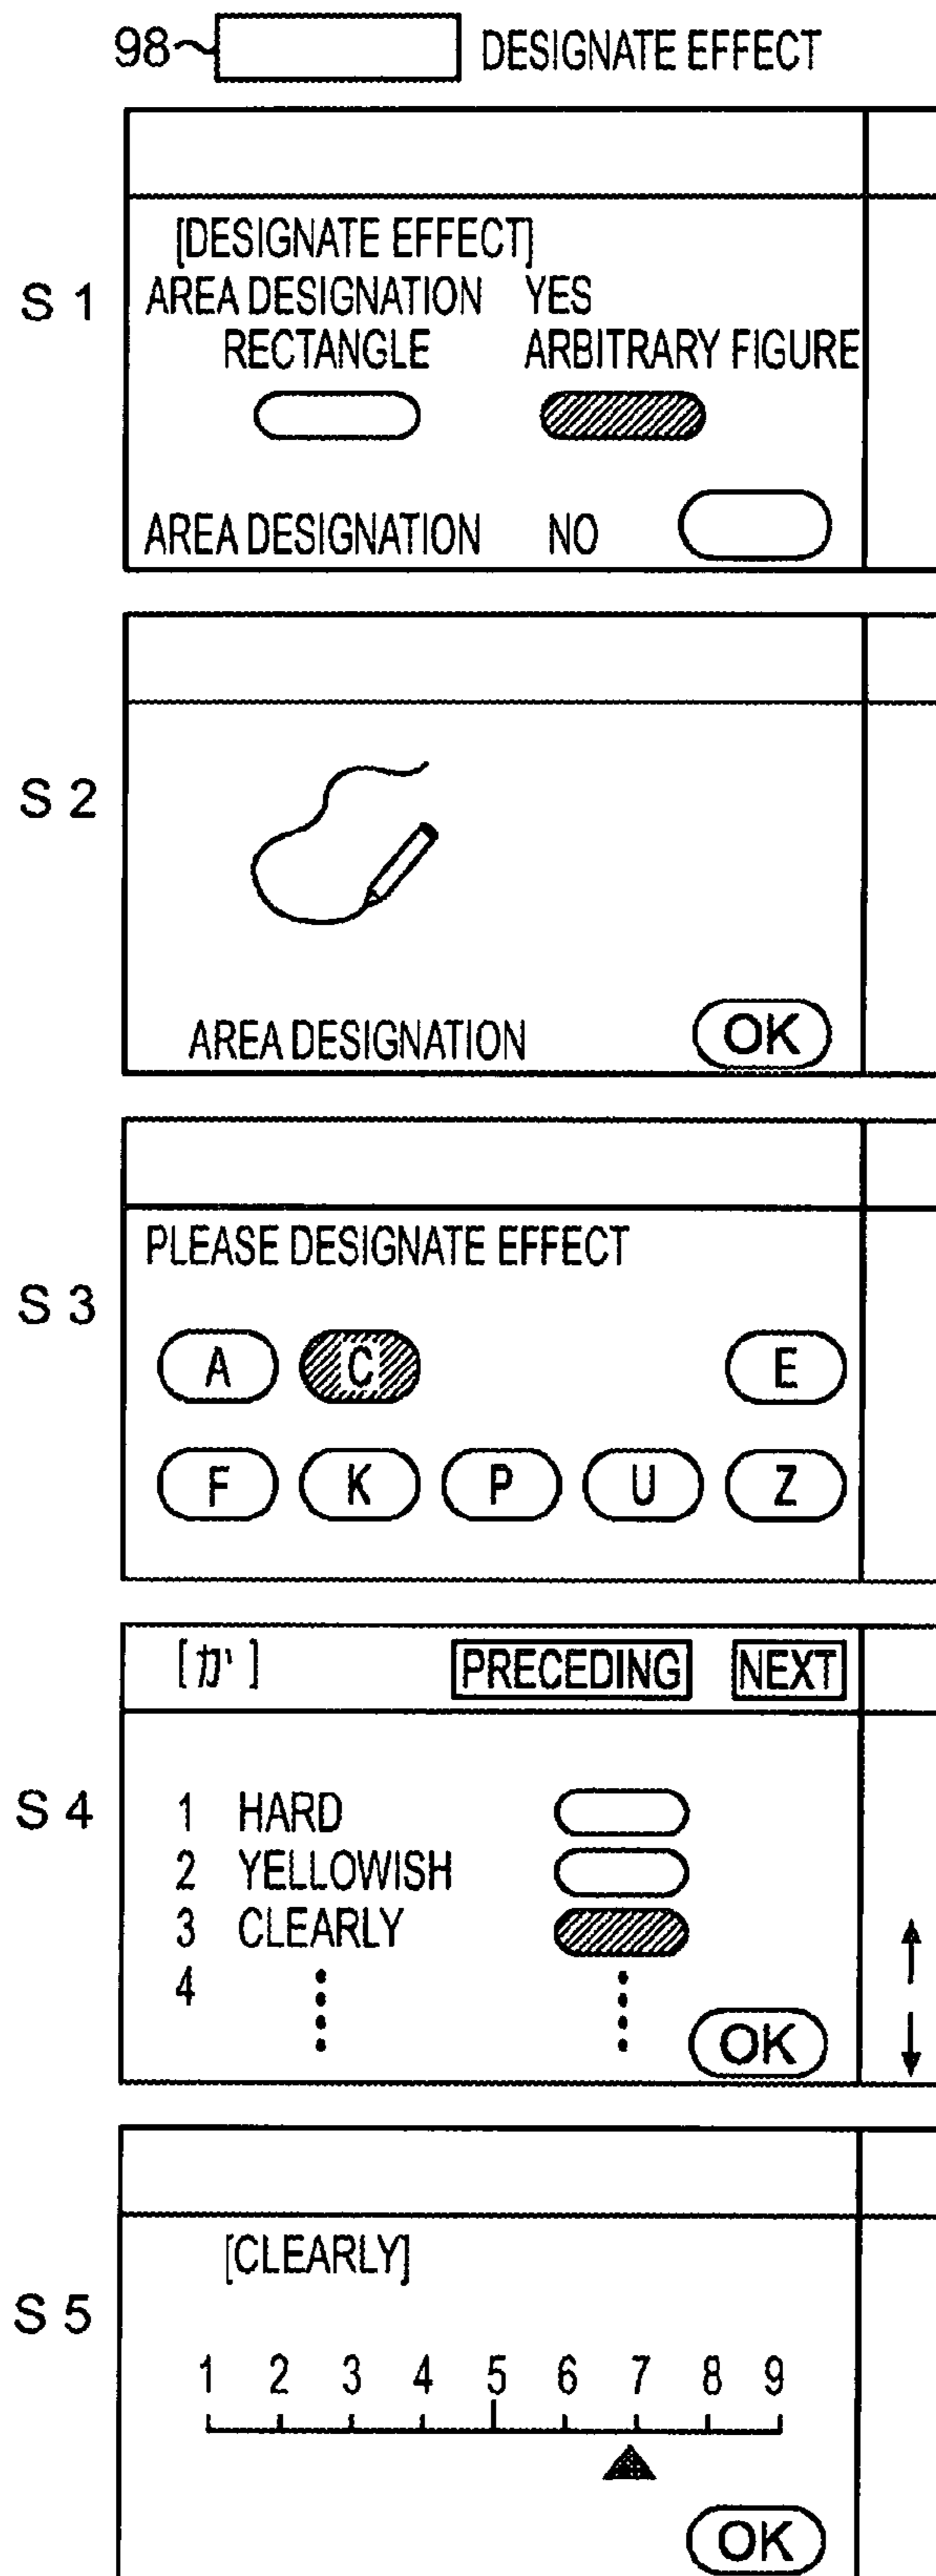 98 DESIGNATE EFFECT
S 1
[DESIGNATE EFFECT]
AREA DESIGNATION YES
RECTANGLE ARBITRARY FIGURE
AREA DESIGNATION NO
S 2
AREA DESIGNATION OK
S 3
PLEASE DESIGNATE EFFECT
A C E
F K P U Z
S 4
[か] PRECEDING NEXT
1 HARD
2 YELLOWISH
3 CLEARLY
4
OK
S 5
[CLEARLY]
1 2 3 4 5 6 7 8 9
OK